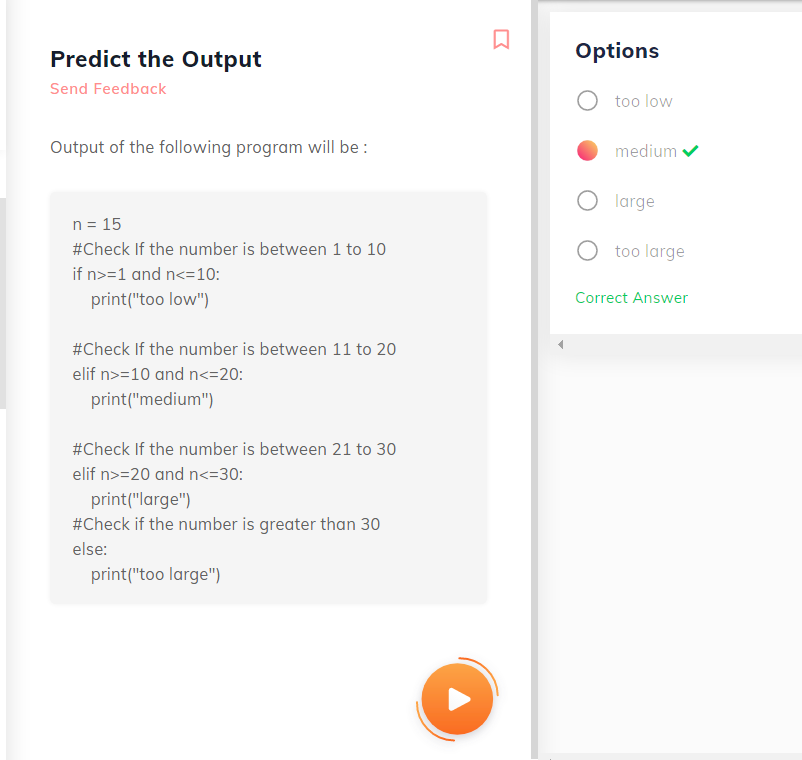 Predict the Output
Send Feedback
Output of the following program will be :
n = 15
#Check If the number is between 1 to 10
if n>=1 and n<=10:
    print("too low")

#Check If the number is between 11 to 20
elif n>=10 and n<=20:
    print("medium")

#Check If the number is between 21 to 30
elif n>=20 and n<=30:
    print("large")
#Check if the number is greater than 30
else:
    print("too large")
Options
too low
medium
large
too large
Correct Answer